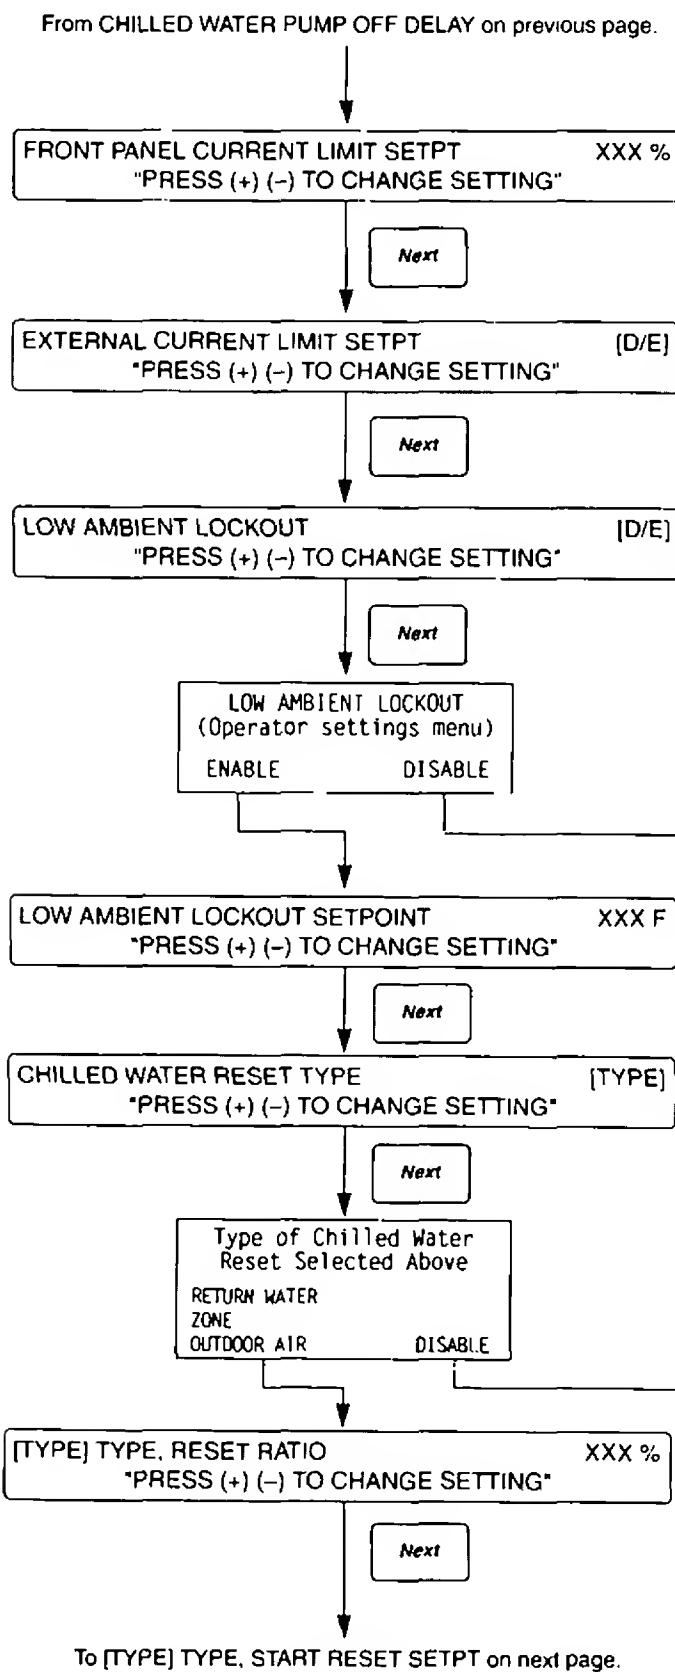 From CHILLED WATER PUMP OFF DELAY on previous page.
FRONT PANEL CURRENT LIMIT SETPT XXX %
"PRESS (+) (–) TO CHANGE SETTING"
Next
EXTERNAL CURRENT LIMIT SETPT [D/E]
"PRESS (+) (–) TO CHANGE SETTING"
Next
LOW AMBIENT LOCKOUT [D/E]
"PRESS (+) (–) TO CHANGE SETTING"
Next
LOW AMBIENT LOCKOUT
(Operator settings menu)
ENABLE DISABLE
LOW AMBIENT LOCKOUT SETPOINT XXX F
"PRESS (+) (–) TO CHANGE SETTING"
Next
CHILLED WATER RESET TYPE [TYPE]
"PRESS (+) (–) TO CHANGE SETTING"
Next
Type of Chilled Water
Reset Selected Above
RETURN WATER
ZONE
OUTDOOR AIR DISABLE
[TYPE] TYPE, RESET RATIO XXX %
"PRESS (+) (–) TO CHANGE SETTING"
Next
To [TYPE] TYPE, START RESET SETPT on next page.